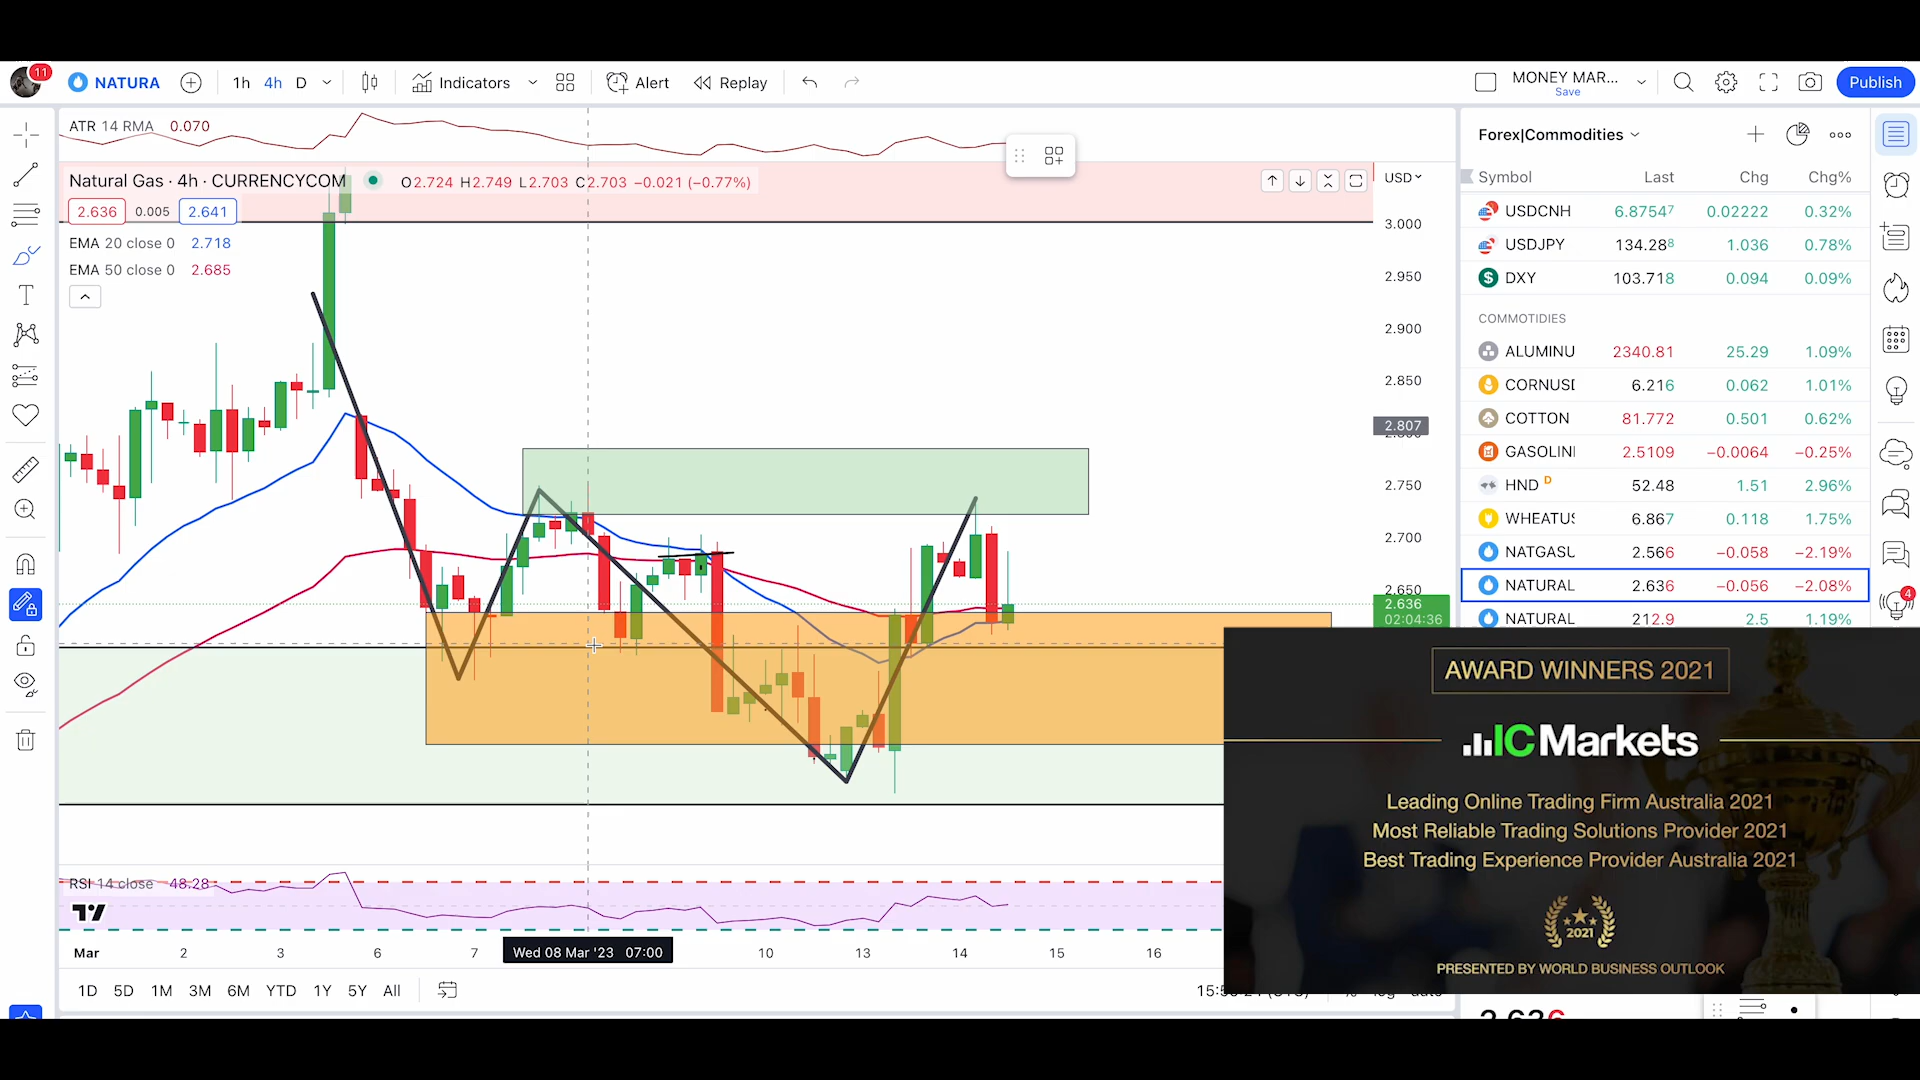 11
NATURA
1h 4h D
Indicators
Alert
Replay
MONEY MAR...
Save
Publish
ATR 14 RMA 0.070
Natural Gas · 4h · CURRENCYCOM
O2.724 H2.749 L2.703 C2.703 −0.021 (−0.77%)
2.636 0.005 2.641
EMA 20 close 0 2.718
EMA 50 close 0 2.685
USD
3.000
2.950
2.900
2.850
2.807
2.750
2.700
2.650
2.636
02:04:36
RSI 14 close 48.28
Mar 2 3 6 7 Wed 08 Mar '23 07:00 10 13 14 15 16
1D 5D 1M 3M 6M YTD 1Y 5Y All
Forex|Commodities
Symbol Last Chg Chg%
USDCNH 6.87547 0.02222 0.32%
USDJPY 134.288 1.036 0.78%
DXY 103.718 0.094 0.09%
COMMOTIDIES
ALUMINU 2340.81 25.29 1.09%
CORNUSD 6.216 0.062 1.01%
COTTON 81.772 0.501 0.62%
GASOLIN 2.5109 −0.0064 −0.25%
HND D 52.48 1.51 2.96%
WHEATUS 6.867 0.118 1.75%
NATGASU 2.566 −0.058 −2.19%
NATURAL 2.636 −0.056 −2.08%
NATURAL 212.9 2.5 1.19%
4
AWARD WINNERS 2021
IC Markets
Leading Online Trading Firm Australia 2021
Most Reliable Trading Solutions Provider 2021
Best Trading Experience Provider Australia 2021
2021
PRESENTED BY WORLD BUSINESS OUTLOOK